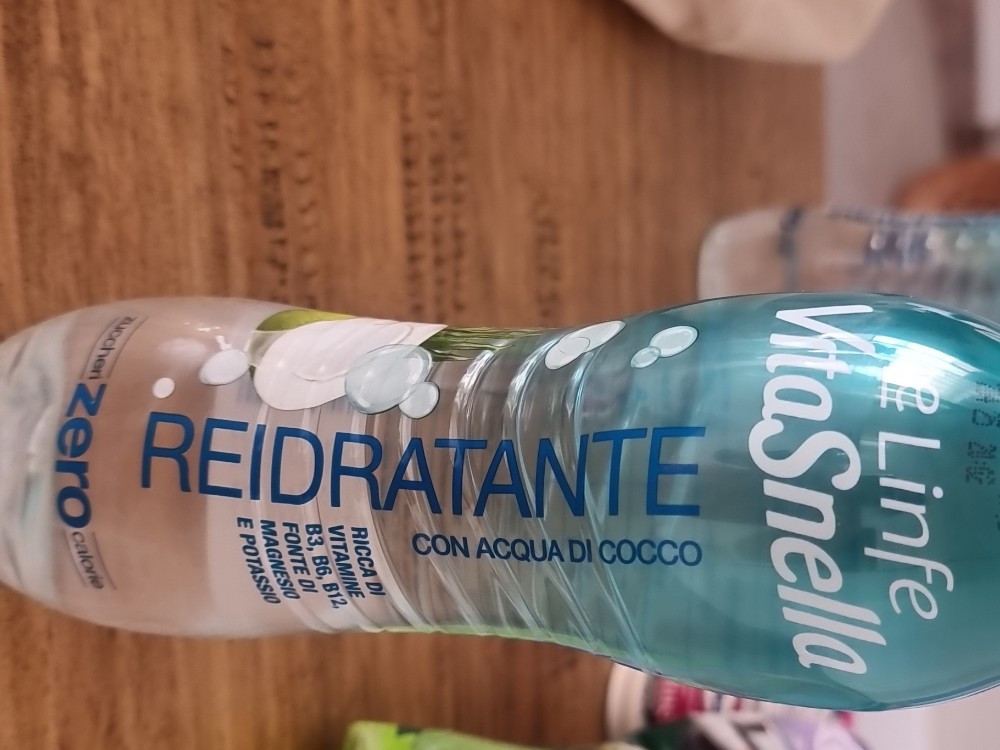 le Linfe
VitaSnella
REIDRATANTE
CON ACQUA DI COCCO
RICCA DI
VITAMINE
B3, B6, B12,
FONTE DI
MAGNESIO
E POTASSIO
zuccheri zero calorie